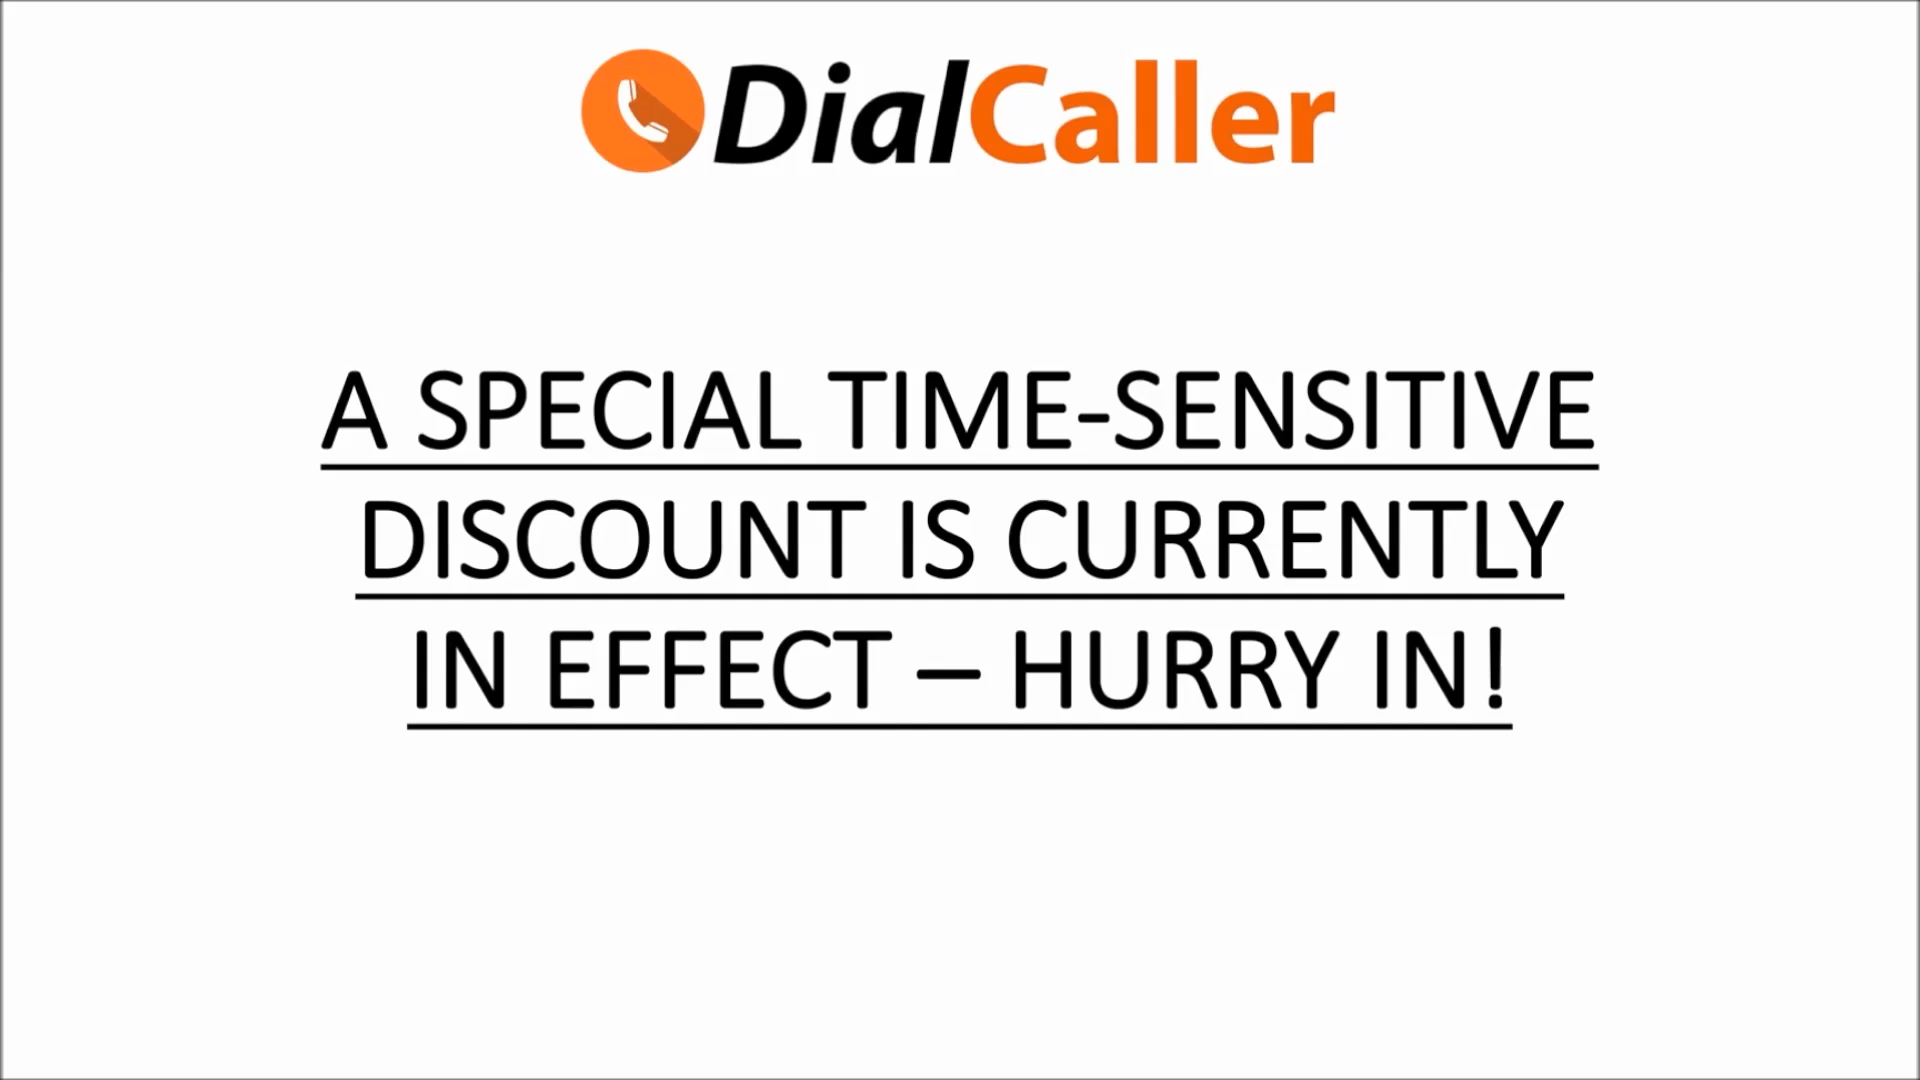 DialCaller
A SPECIAL TIME-SENSITIVE
DISCOUNT IS CURRENTLY
IN EFFECT – HURRY IN!